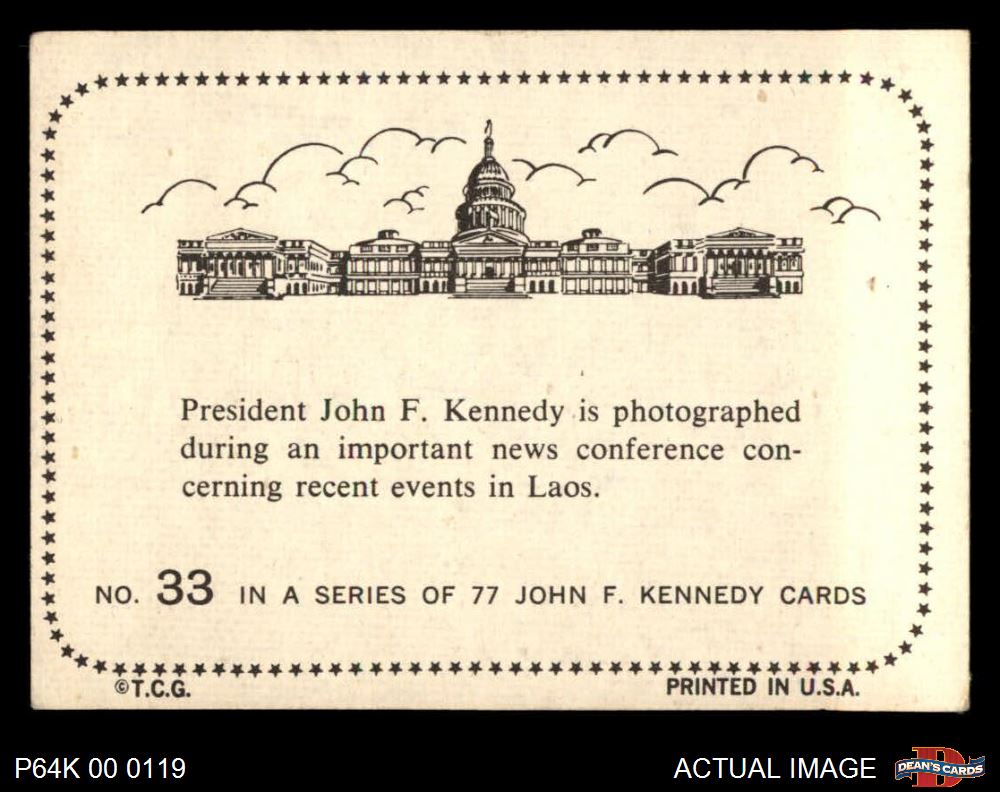 President John F. Kennedy is photographed
during an important news conference con-
cerning recent events in Laos.
NO. 33 IN A SERIES OF 77 JOHN F. KENNEDY CARDS
©T.C.G. PRINTED IN U.S.A.
P64K 00 0119 ACTUAL IMAGE DEAN'S CARDS